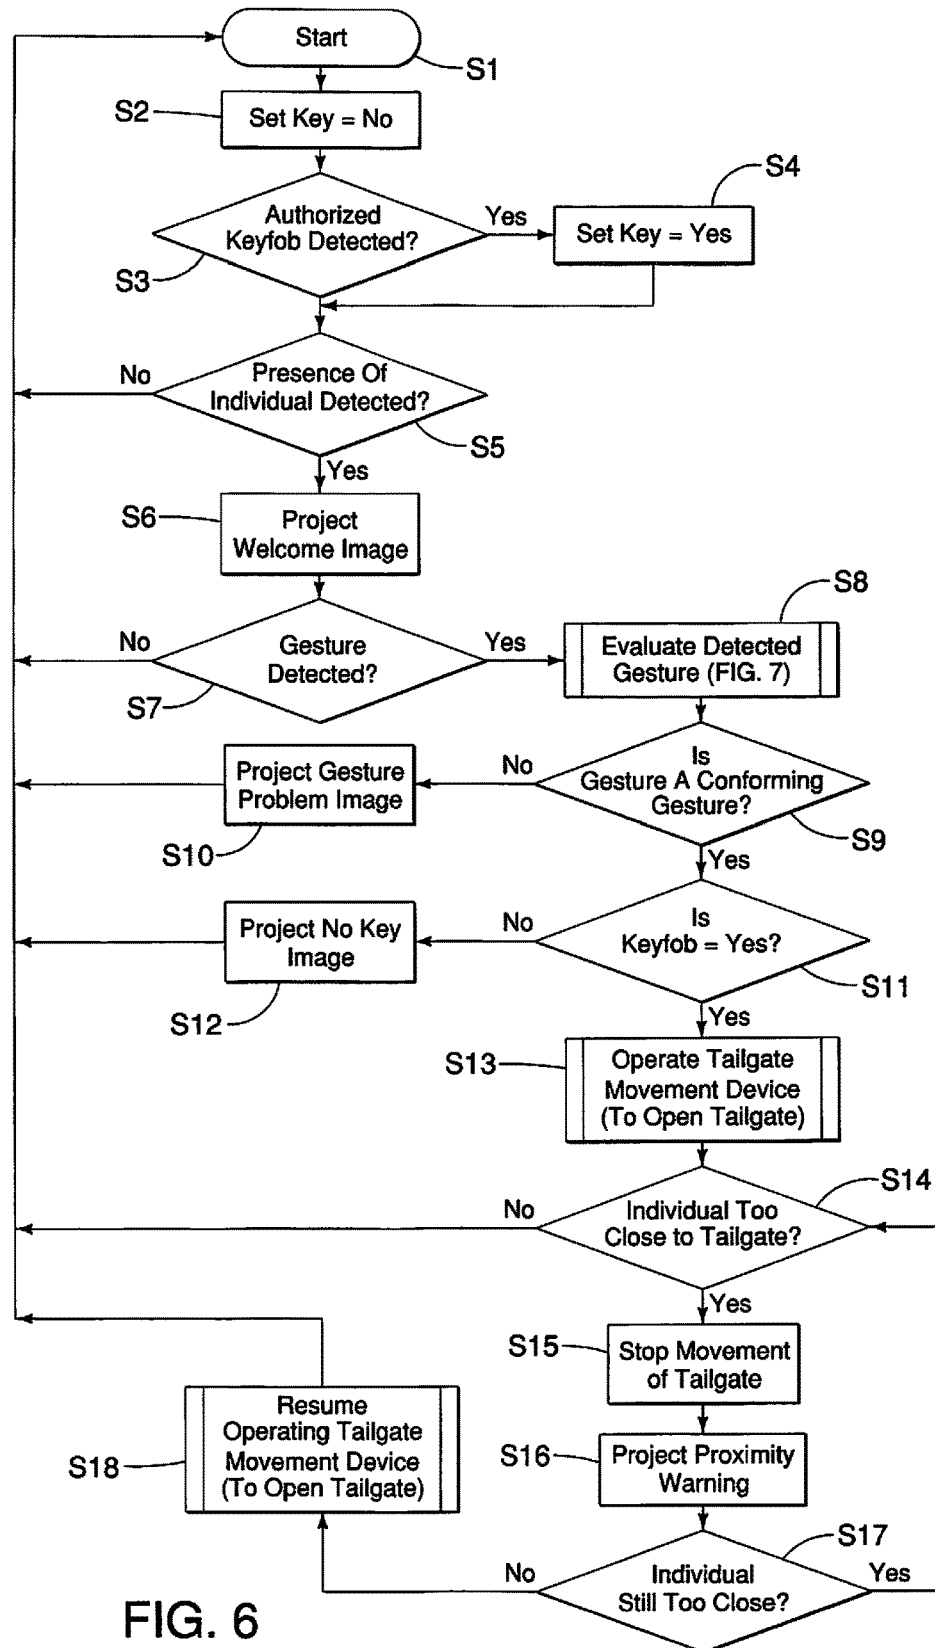 Start
S1
S2
Set Key = No
S4
Authorized
Keyfob Detected?
Yes
Set Key = Yes
S3
No
Presence Of
Individual Detected?
S5
Yes
S6
Project
Welcome Image
S8
No
Gesture
Detected?
Yes
Evaluate Detected
Gesture (FIG. 7)
S7
Project Gesture
Problem Image
No
Is
Gesture A Conforming
Gesture?
S10
S9
Yes
Project No Key
Image
No
Is
Keyfob = Yes?
S12
S11
Yes
S13
Operate Tailgate
Movement Device
(To Open Tailgate)
S14
No
Individual Too
Close to Tailgate?
Yes
S15
Stop Movement
of Tailgate
S18
Resume
Operating Tailgate
Movement Device
(To Open Tailgate)
S16
Project Proximity
Warning
S17
No
Individual
Still Too Close?
Yes
FIG. 6